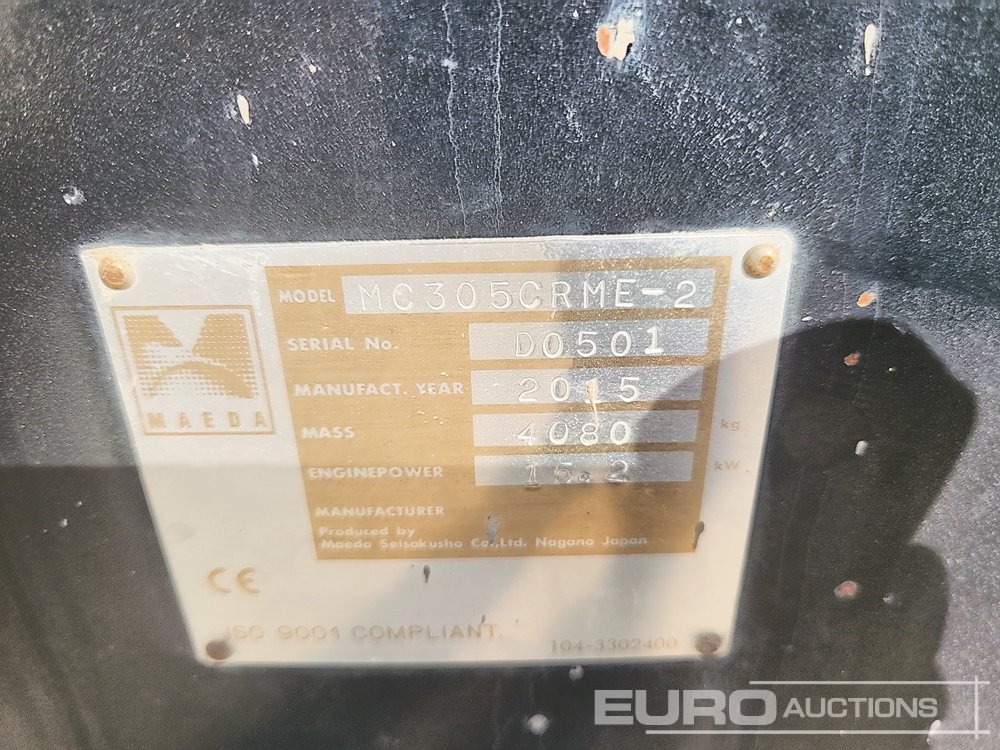 MODEL MC305CRME-2
SERIAL No. D0501
MANUFACT. YEAR 2015
MAEDA
MASS 4080 kg
ENGINEPOWER 15.2 kW
MANUFACTURER
Produced by
Maeda Seisakusho Co.,Ltd. Nagano Japan
CE
ISO 9001 COMPLIANT.
104-3302400
EURO AUCTIONS